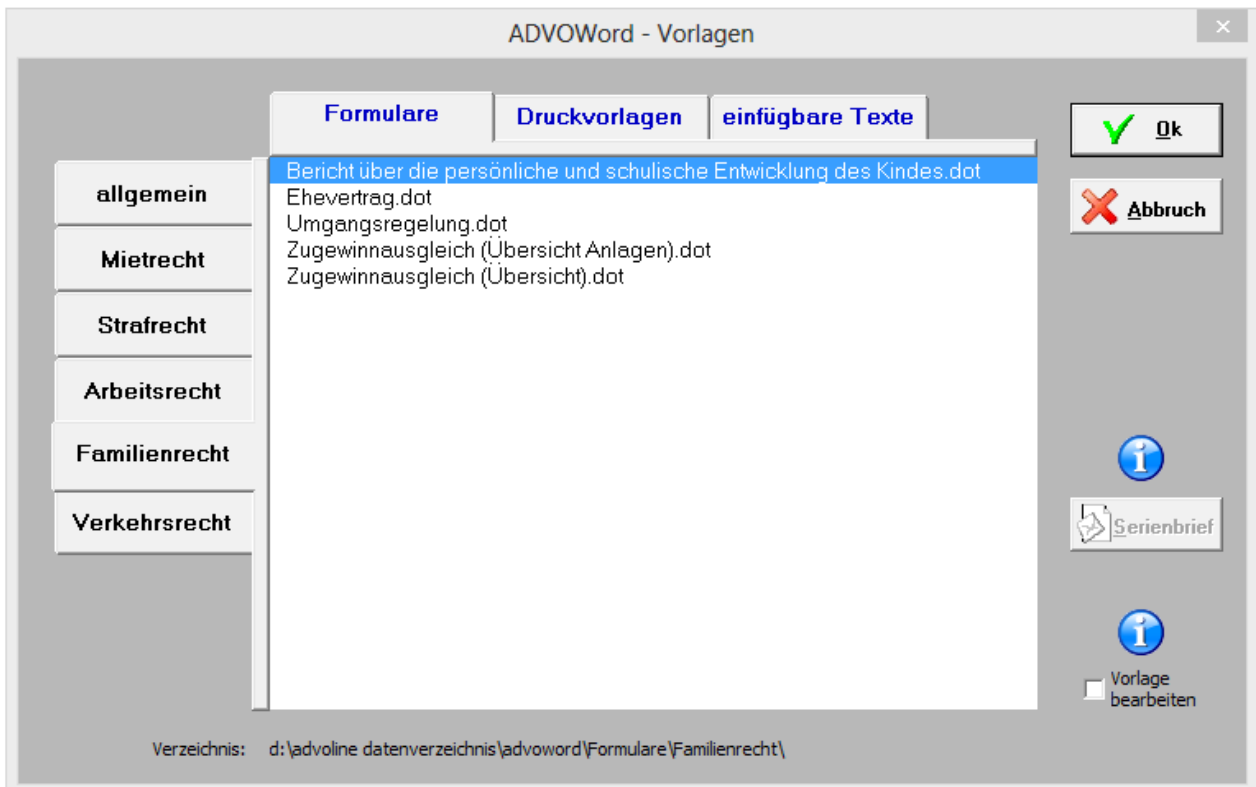 ADVOWord - Vorlagen
Formulare
Druckvorlagen
einfügbare Texte
Ok
Abbruch
allgemein
Mietrecht
Strafrecht
Arbeitsrecht
Familienrecht
Verkehrsrecht
Bericht über die persönliche und schulische Entwicklung des Kindes.dot
Ehevertrag.dot
Umgangsregelung.dot
Zugewinnausgleich (Übersicht Anlagen).dot
Zugewinnausgleich (Übersicht).dot
Serienbrief
Vorlage
bearbeiten
Verzeichnis: d:\advoline datenverzeichnis\advoword\Formulare\Familienrecht\